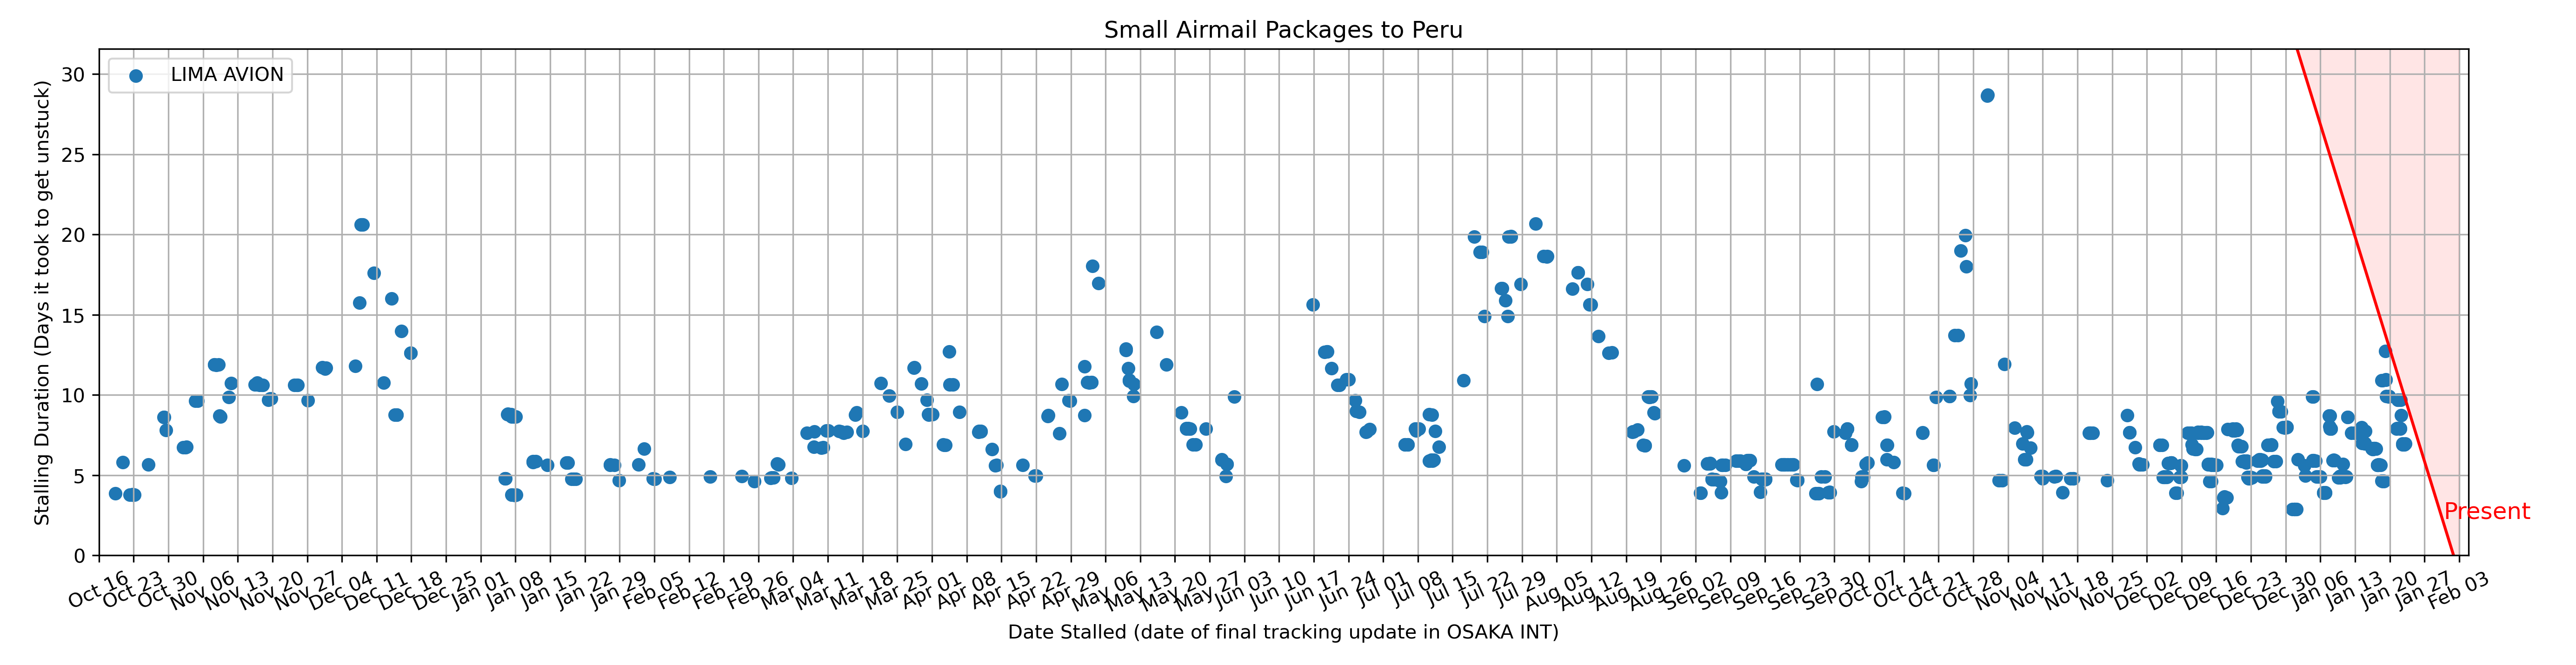 Small Airmail Packages to Peru
LIMA AVION
Stalling Duration (Days it took to get unstuck)
30
25
20
15
10
5
0
Present
Oct 16 Oct 23 Oct 30 Nov 06 Nov 13 Nov 20 Nov 27 Dec 04 Dec 11 Dec 18 Dec 25 Jan 01 Jan 08 Jan 15 Jan 22 Jan 29 Feb 05 Feb 12 Feb 19 Feb 26 Mar 04 Mar 11 Mar 18 Mar 25 Apr 01 Apr 08 Apr 15 Apr 22 Apr 29 May 06 May 13 May 20 May 27 Jun 03 Jun 10 Jun 17 Jun 24 Jul 01 Jul 08 Jul 15 Jul 22 Jul 29 Aug 05 Aug 12 Aug 19 Aug 26 Sep 02 Sep 09 Sep 16 Sep 23 Sep 30 Oct 07 Oct 14 Oct 21 Oct 28 Nov 04 Nov 11 Nov 18 Nov 25 Dec 02 Dec 09 Dec 16 Dec 23 Dec 30 Jan 06 Jan 13 Jan 20 Jan 27 Feb 03
Date Stalled (date of final tracking update in OSAKA INT)